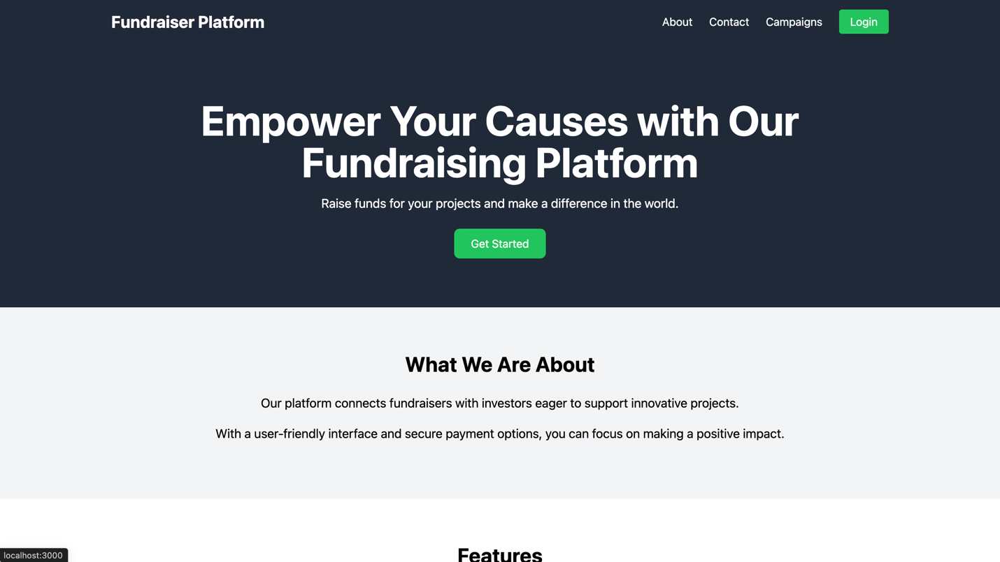 Fundraiser Platform
About
Contact
Campaigns
Login
Empower Your Causes with Our
Fundraising Platform
Raise funds for your projects and make a difference in the world.
Get Started
What We Are About
Our platform connects fundraisers with investors eager to support innovative projects.
With a user-friendly interface and secure payment options, you can focus on making a positive impact.
Features
localhost:3000